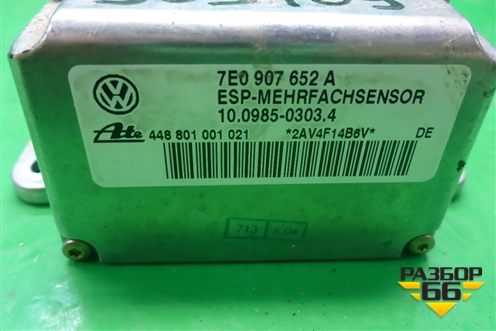 7E0 907 652 A
ESP-MEHRFACHSENSOR
10.0985-0303.4
Ate 448 801 001 021 *2AV4F14B6V* DE
713 6.04
РАЗБОР
66